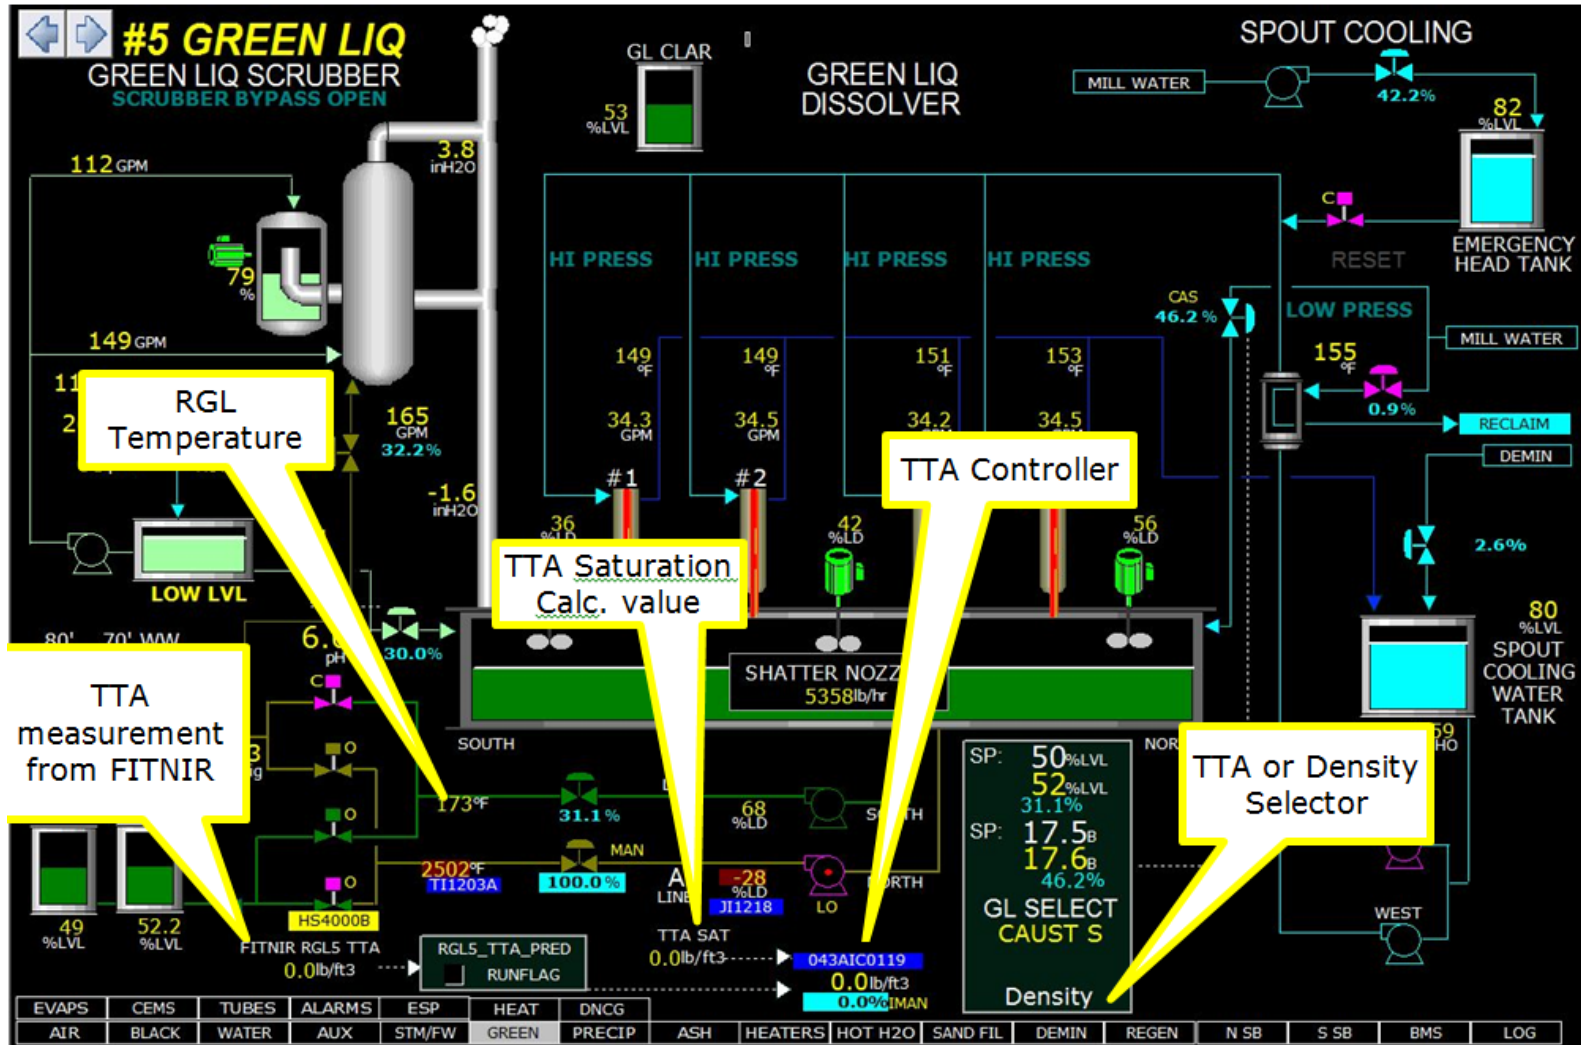 #5 GREEN LIQ
GREEN LIQ SCRUBBER
SCRUBBER BYPASS OPEN
GL CLAR
53
%LVL
GREEN LIQ
DISSOLVER
SPOUT COOLING
MILL WATER
42.2%
82
%LVL
EMERGENCY
HEAD TANK
C
RESET
112 GPM
3.8
inH2O
79
%
149 GPM
HI PRESS
HI PRESS
HI PRESS
HI PRESS
CAS
46.2 %
LOW PRESS
MILL WATER
155
°F
0.9%
RECLAIM
DEMIN
2.6%
149
°F
149
°F
151
°F
153
°F
34.3
GPM
34.5
GPM
34.2
GPM
34.5
GPM
RGL
Temperature
165
GPM
32.2%
-1.6
inH2O
#1
#2
36
%LD
42
%LD
56
%LD
TTA Controller
TTA Saturation
Calc. value
LOW LVL
80' 70' WW
pH
30.0%
SHATTER NOZZ
5358lb/hr
80
%LVL
SPOUT
COOLING
WATER
TANK
TTA
measurement
from FITNIR
C
O
O
O
SOUTH
173°F
31.1 %
68
%LD
SOUTH
MAN
2502°F
TI1203A
100.0%
LINE
-28
%LD
JI1218
LO
NORTH
SP: 50%LVL
52%LVL
31.1%
SP: 17.5B
17.6B
46.2%
GL SELECT
CAUST S
Density
TTA or Density
Selector
WEST
49
%LVL
52.2
%LVL
HS4000B
FITNIR RGL5 TTA
0.0lb/ft3
RGL5_TTA_PRED
RUNFLAG
TTA SAT
0.0lb/ft3
043AIC0119
0.0lb/ft3
0.0%IMAN
EVAPS CEMS TUBES ALARMS ESP HEAT DNCG
AIR BLACK WATER AUX STM/FW GREEN PRECIP ASH HEATERS HOT H2O SAND FIL DEMIN REGEN N SB S SB BMS LOG